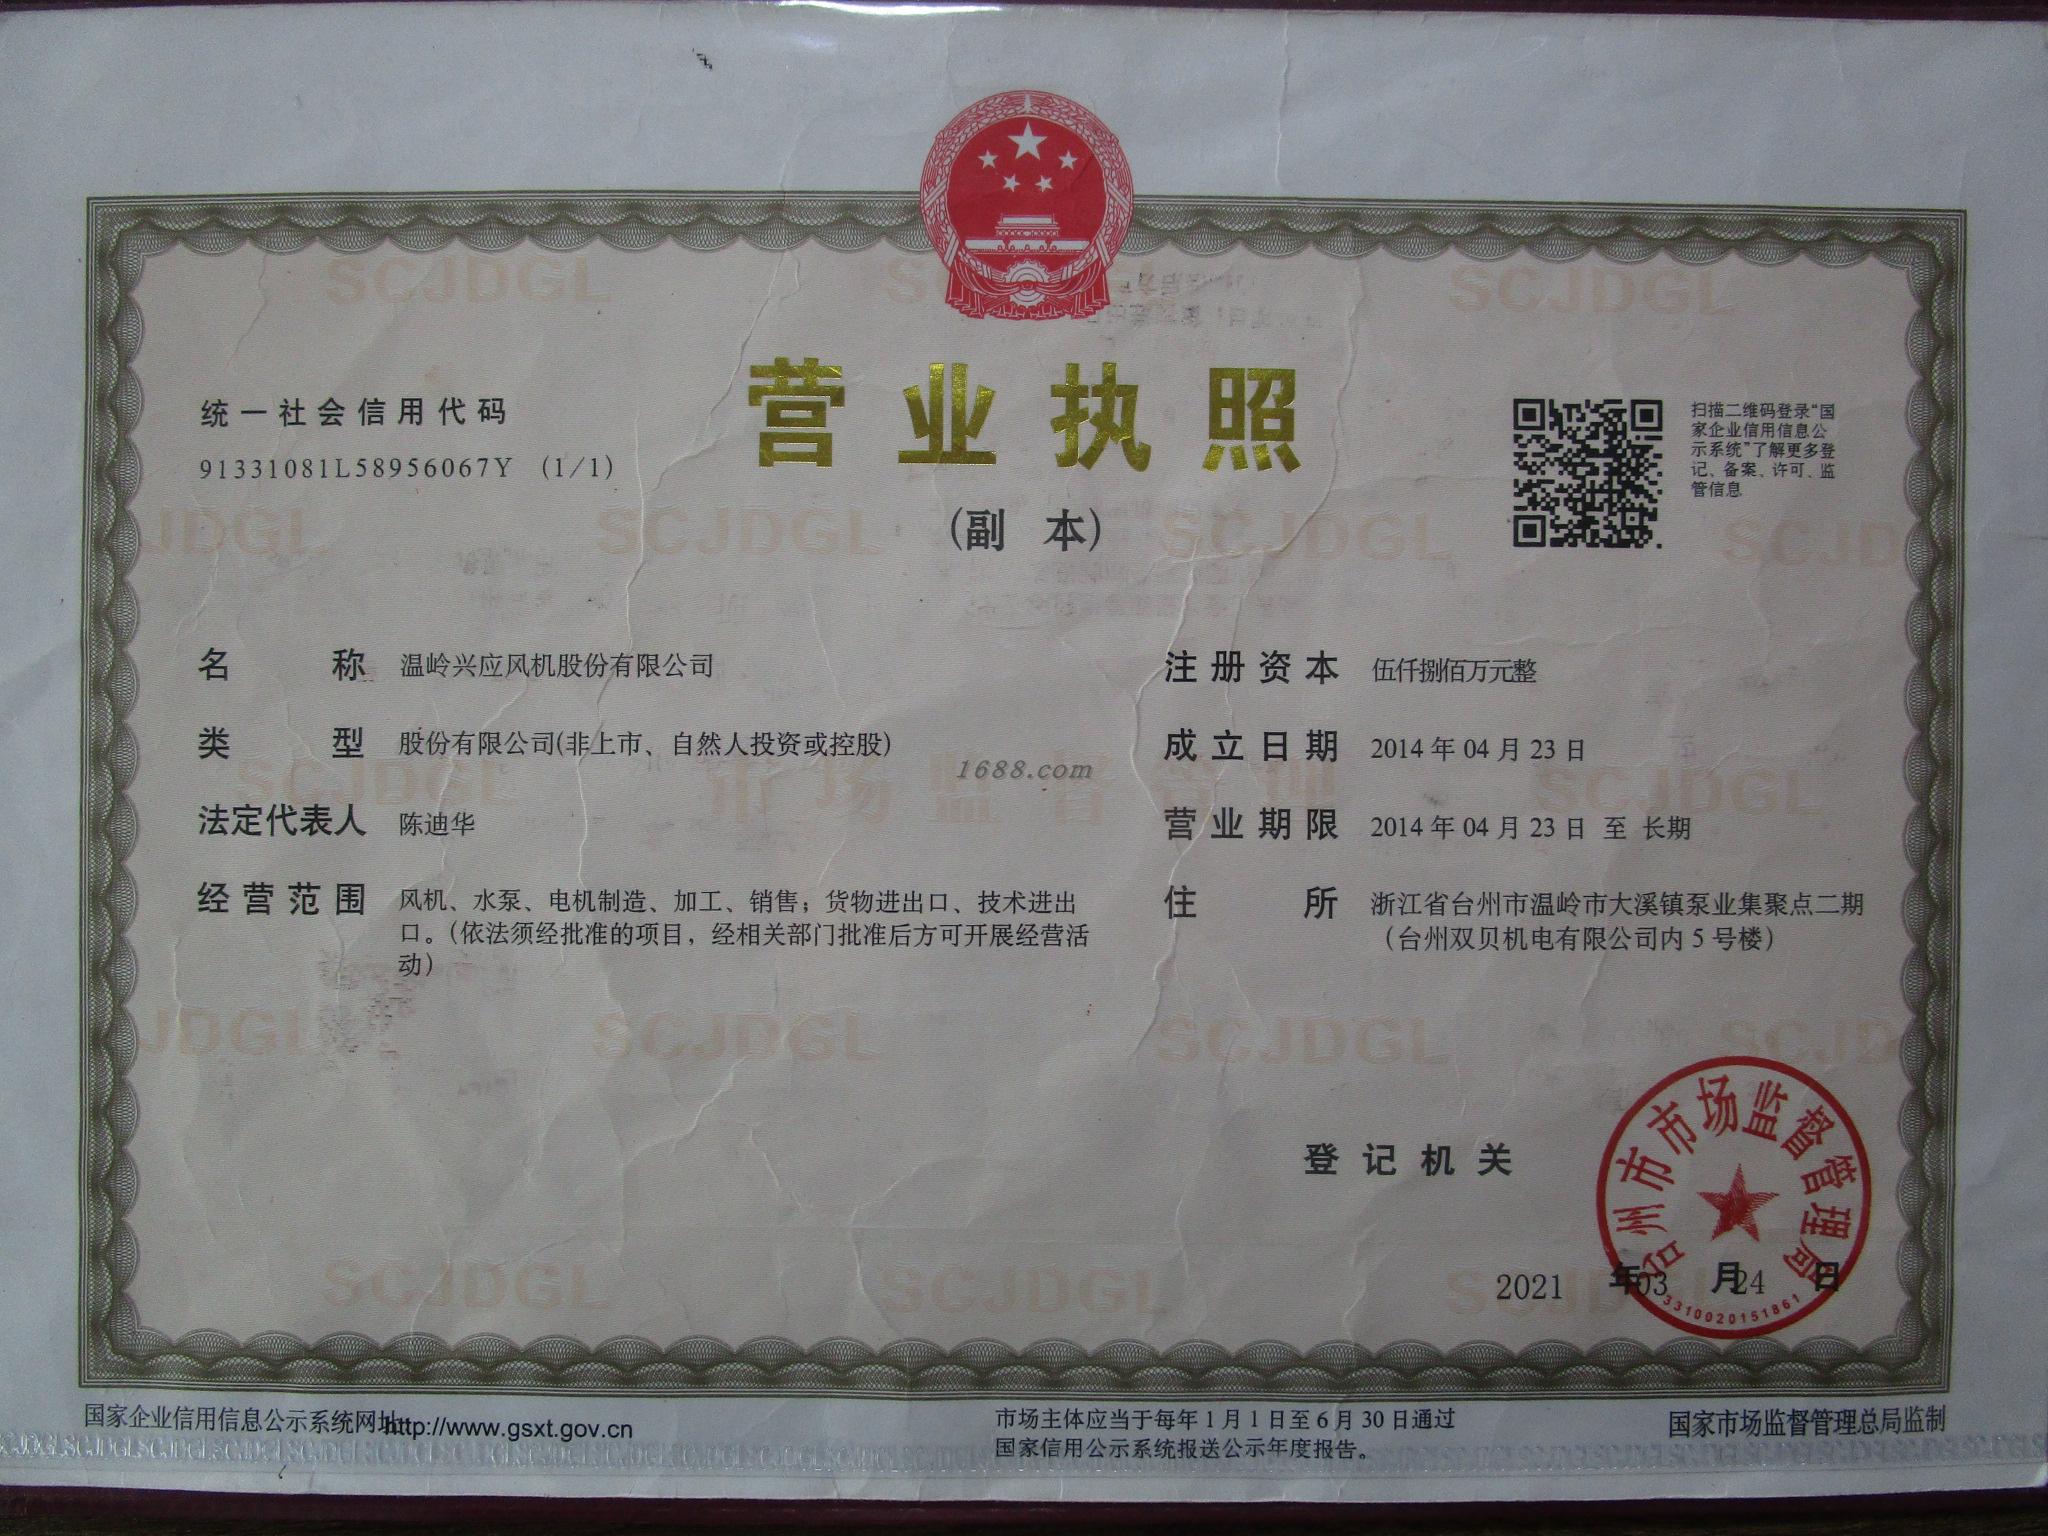 营业执照
(副 本)
统一社会信用代码
91331081L58956067Y (1/1)
扫描二维码登录“国
家企业信用信息公
示系统”了解更多登
记、备案、许可、监
管信息
名称 温岭兴应风机股份有限公司
类型 股份有限公司(非上市、自然人投资或控股)
法定代表人 陈迪华
经营范围 风机、水泵、电机制造、加工、销售；货物进出口、技术进出
口。（依法须经批准的项目，经相关部门批准后方可开展经营活
动）
注册资本 伍仟捌佰万元整
成立日期 2014年04月23日
营业期限 2014年04月23日 至 长期
住所 浙江省台州市温岭市大溪镇泵业集聚点二期
（台州双贝机电有限公司内5号楼）
1688.com
登记机关
台州市市场监督管理局
2021 年03 月24 日
3310020151861
国家企业信用信息公示系统网址http://www.gsxt.gov.cn
市场主体应当于每年1月1日至6月30日通过
国家信用公示系统报送公示年度报告。
国家市场监督管理总局监制